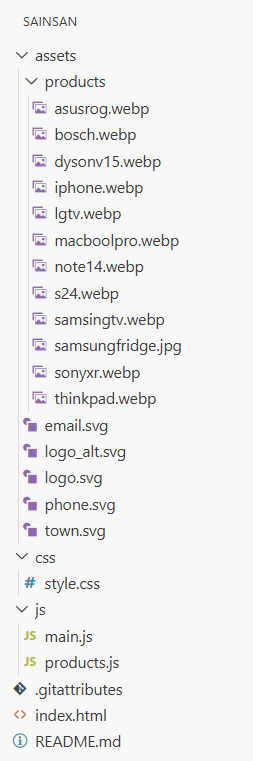 SAINSAN
assets
products
asusrog.webp
bosch.webp
dysonv15.webp
iphone.webp
lgtv.webp
macboolpro.webp
note14.webp
s24.webp
samsingtv.webp
samsungfridge.jpg
sonyxr.webp
thinkpad.webp
email.svg
logo_alt.svg
logo.svg
phone.svg
town.svg
css
# style.css
js
JS main.js
JS products.js
.gitattributes
<> index.html
README.md